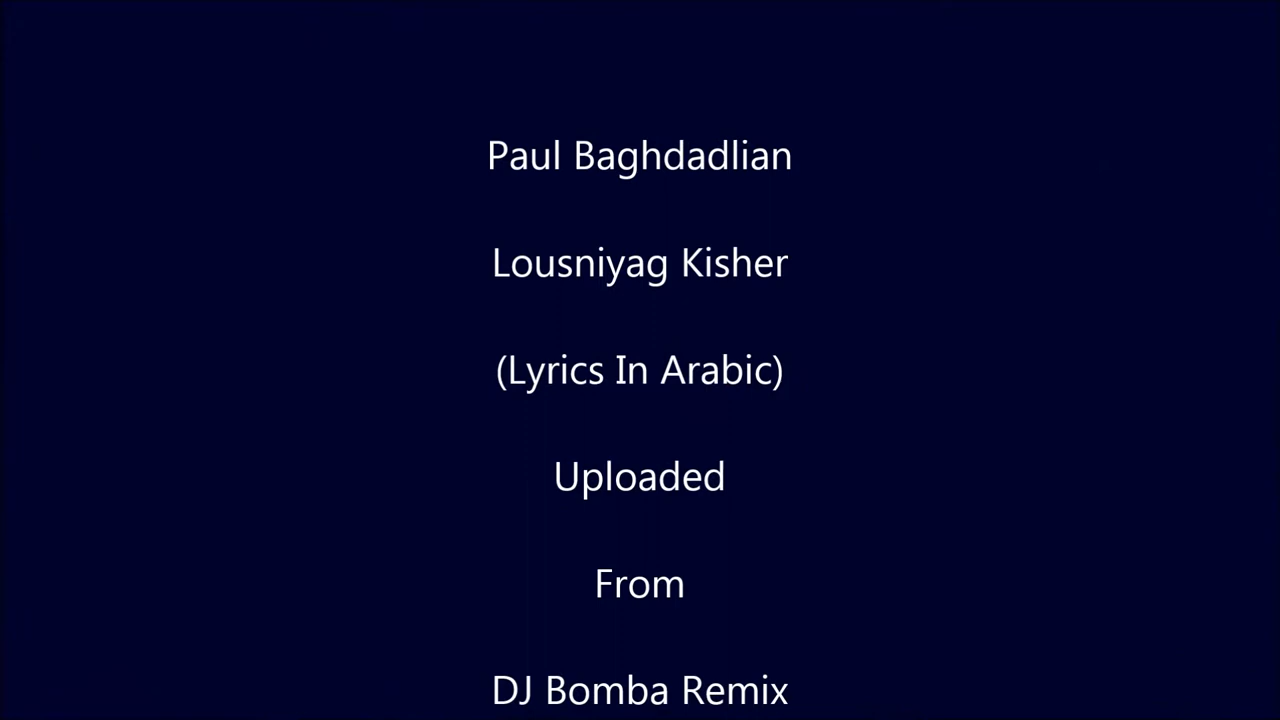 Paul Baghdadlian
Lousniyag Kisher
(Lyrics In Arabic)
Uploaded
From
DJ Bomba Remix